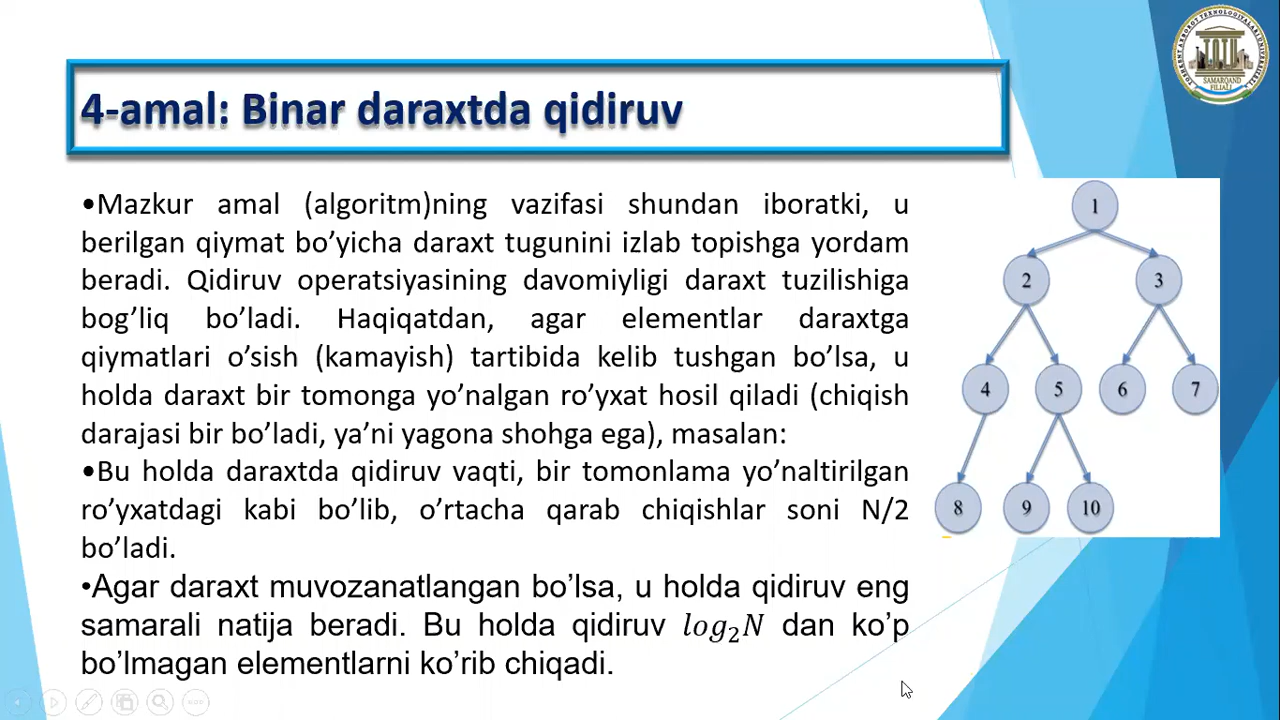 4-amal: Binar daraxtda qidiruv
•Mazkur amal (algoritm)ning vazifasi shundan iboratki, u
berilgan qiymat bo’yicha daraxt tugunini izlab topishga yordam
beradi. Qidiruv operatsiyasining davomiyligi daraxt tuzilishiga
bog’liq bo’ladi. Haqiqatdan, agar elementlar daraxtga
qiymatlari o’sish (kamayish) tartibida kelib tushgan bo’lsa, u
holda daraxt bir tomonga yo’nalgan ro’yxat hosil qiladi (chiqish
darajasi bir bo’ladi, ya’ni yagona shohga ega), masalan:
•Bu holda daraxtda qidiruv vaqti, bir tomonlama yo’naltirilgan
ro’yxatdagi kabi bo’lib, o’rtacha qarab chiqishlar soni N/2
bo’ladi.
•Agar daraxt muvozanatlangan bo’lsa, u holda qidiruv eng
samarali natija beradi. Bu holda qidiruv log₂N dan ko’p
bo’lmagan elementlarni ko’rib chiqadi.
1
2 3
4 5 6 7
8 9 10
SAMARQAND
FILIALI